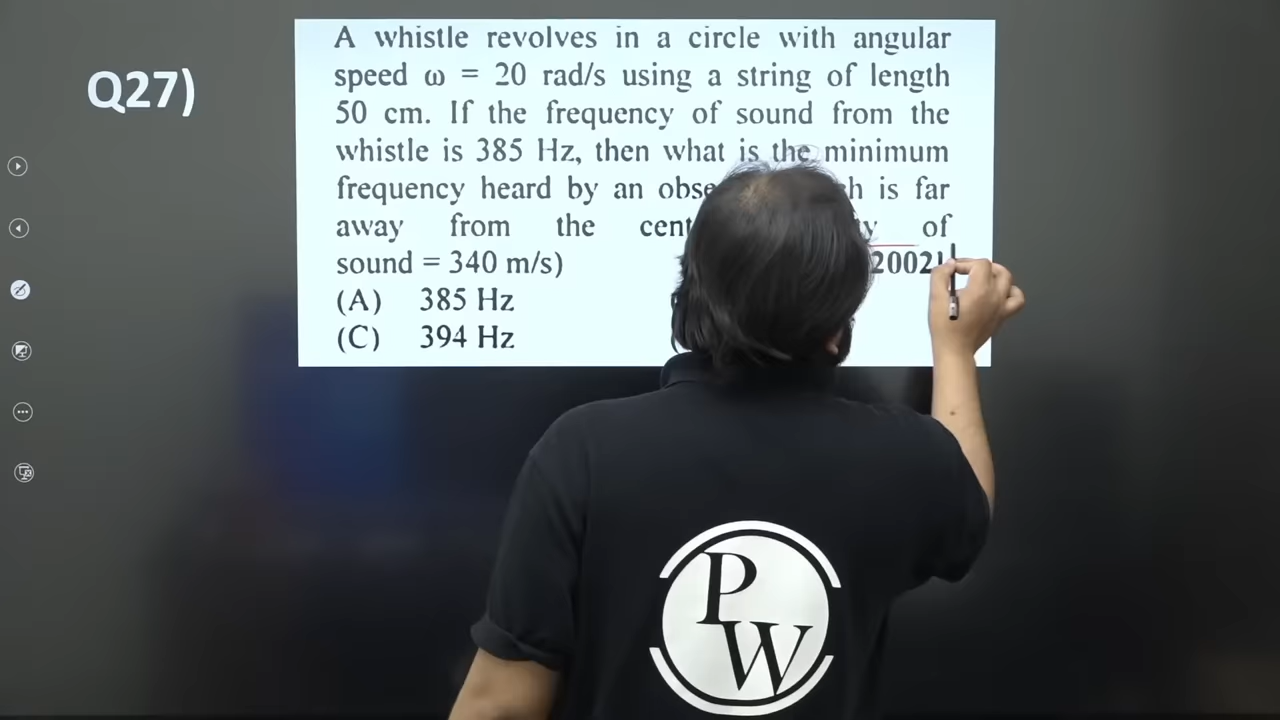 Q27)
A whistle revolves in a circle with angular
speed ω = 20 rad/s using a string of length
50 cm. If the frequency of sound from the
whistle is 385 Hz, then what is the minimum
frequency heard by an is far
away from the of
sound = 340 m/s) 2002
(A) 385 Hz
(C) 394 Hz
PW